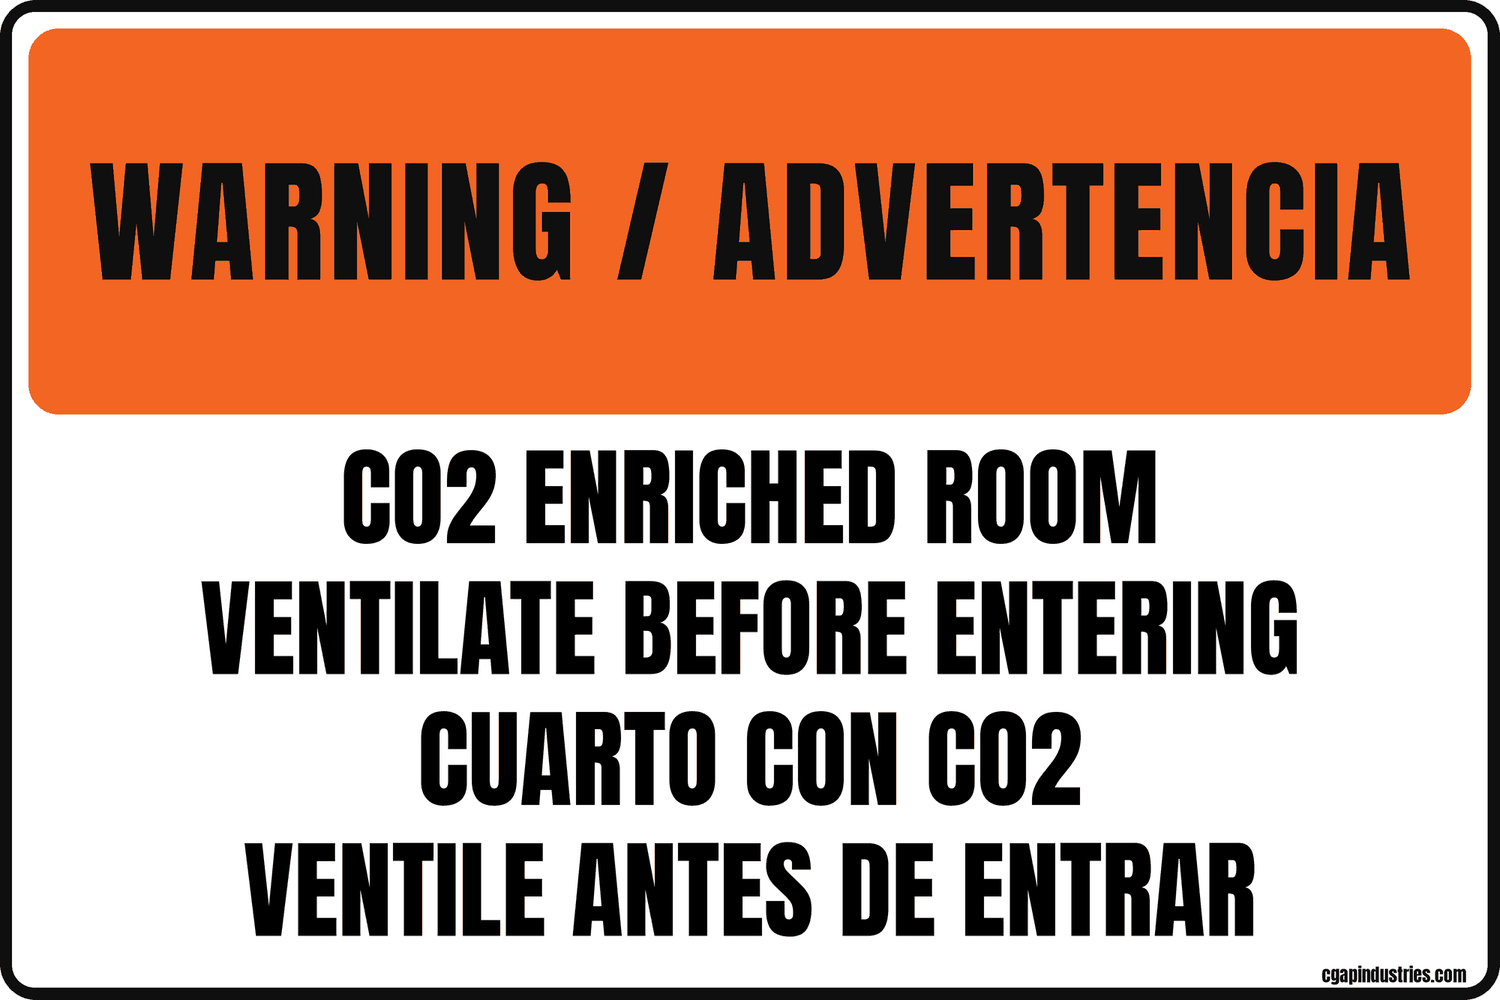 WARNING / ADVERTENCIA
CO2 ENRICHED ROOM
VENTILATE BEFORE ENTERING
CUARTO CON CO2
VENTILE ANTES DE ENTRAR
cgapindustries.com